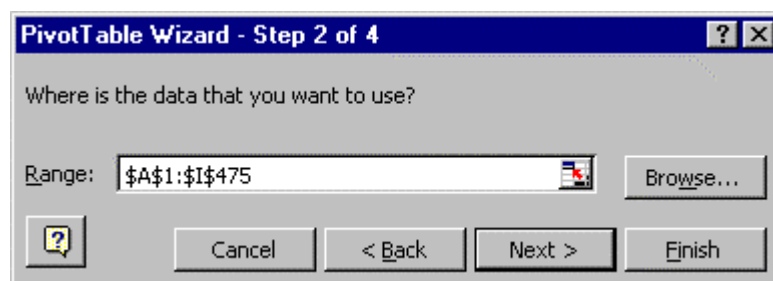 PivotTable Wizard - Step 2 of 4
Where is the data that you want to use?
Range: $A$1:$I$475 Browse...
Cancel < Back Next > Finish